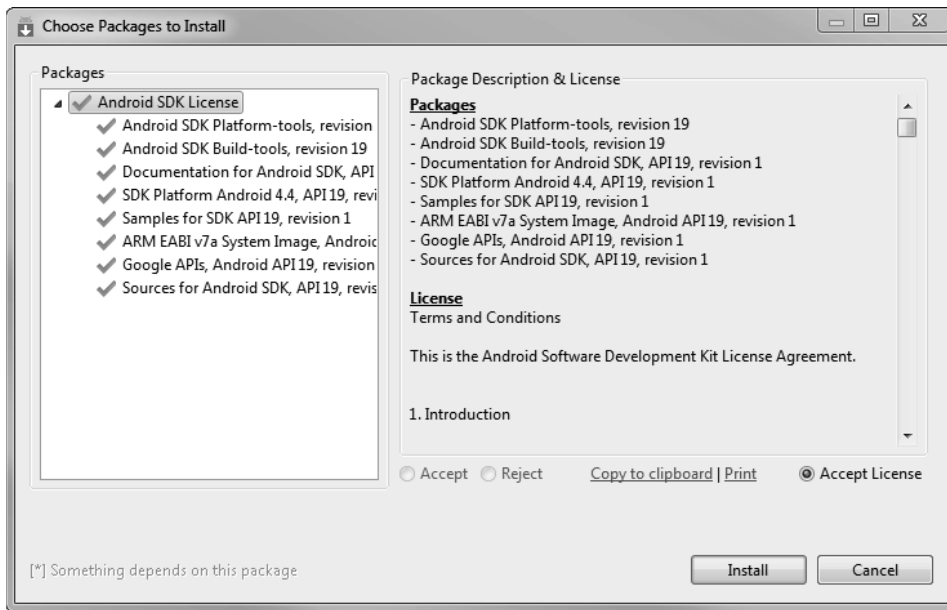 Choose Packages to Install
Packages
Android SDK License
Android SDK Platform-tools, revision
Android SDK Build-tools, revision 19
Documentation for Android SDK, API
SDK Platform Android 4.4, API 19, revi
Samples for SDK API 19, revision 1
ARM EABI v7a System Image, Androic
Google APIs, Android API 19, revision
Sources for Android SDK, API 19, revis
Package Description & License
Packages
- Android SDK Platform-tools, revision 19
- Android SDK Build-tools, revision 19
- Documentation for Android SDK, API 19, revision 1
- SDK Platform Android 4.4, API 19, revision 1
- Samples for SDK API 19, revision 1
- ARM EABI v7a System Image, Android API 19, revision 1
- Google APIs, Android API 19, revision 1
- Sources for Android SDK, API 19, revision 1
License
Terms and Conditions
This is the Android Software Development Kit License Agreement.
1. Introduction
Accept Reject Copy to clipboard | Print Accept License
[*] Something depends on this package
Install Cancel